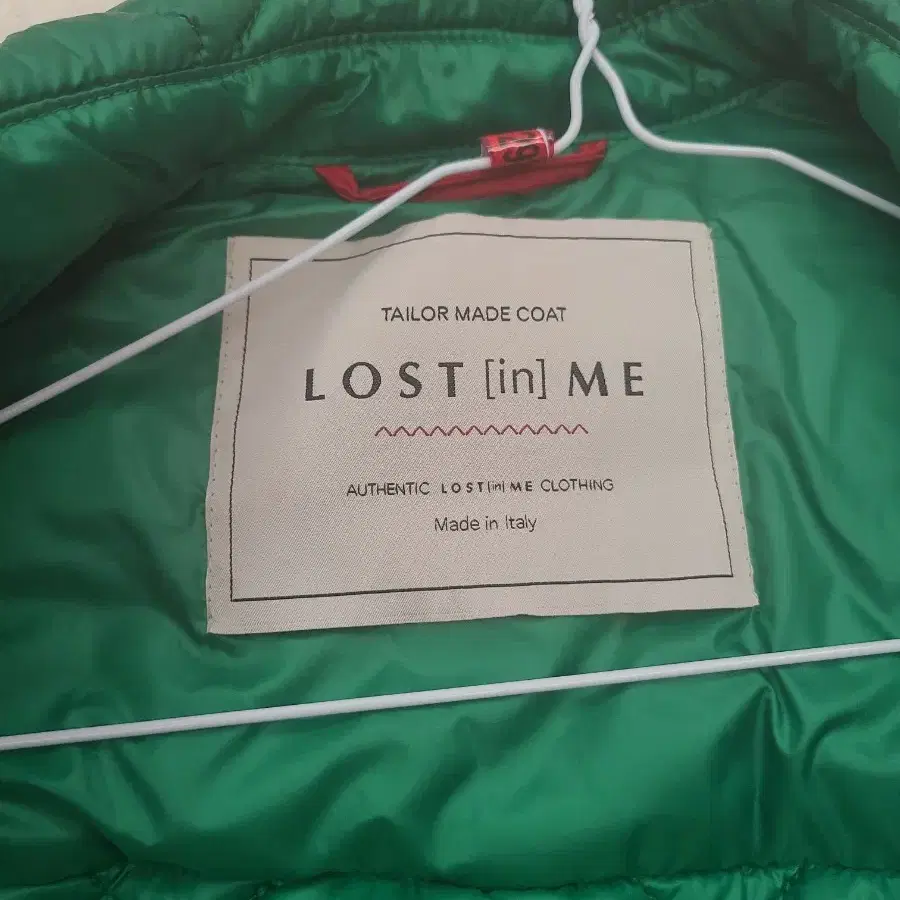 TAILOR MADE COAT
LOST [in] ME
AUTHENTIC LOST[in]ME CLOTHING
Made in Italy